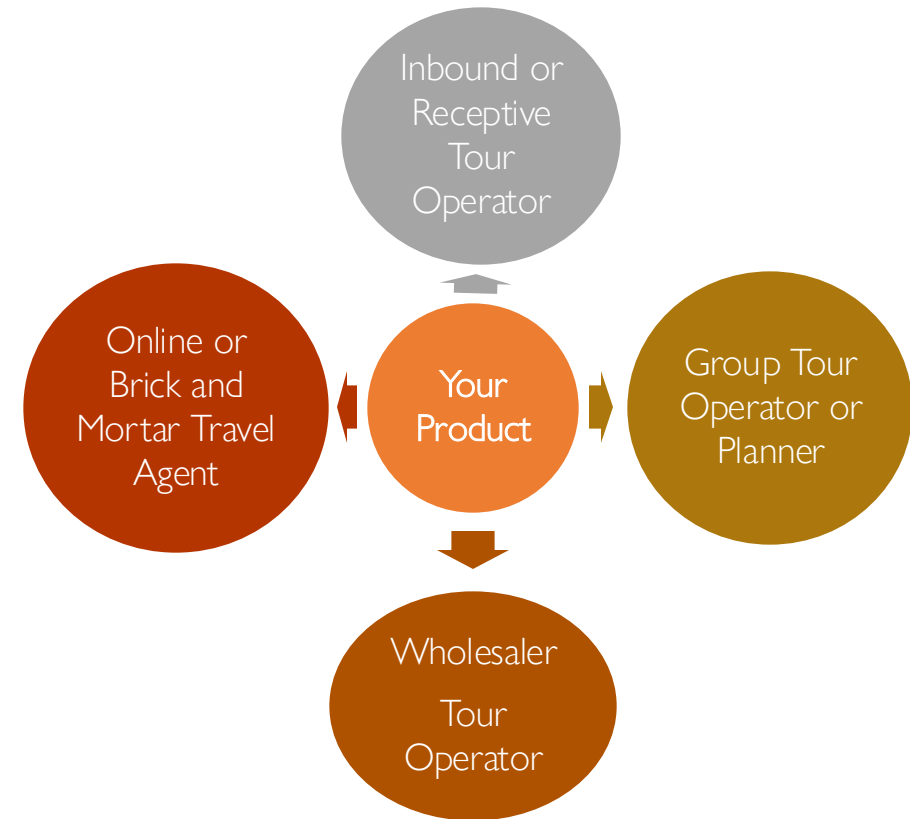 Inbound or
Receptive
Tour
Operator
Online or
Brick and
Mortar Travel
Agent
Your
Product
Group Tour
Operator or
Planner
Wholesaler
Tour
Operator